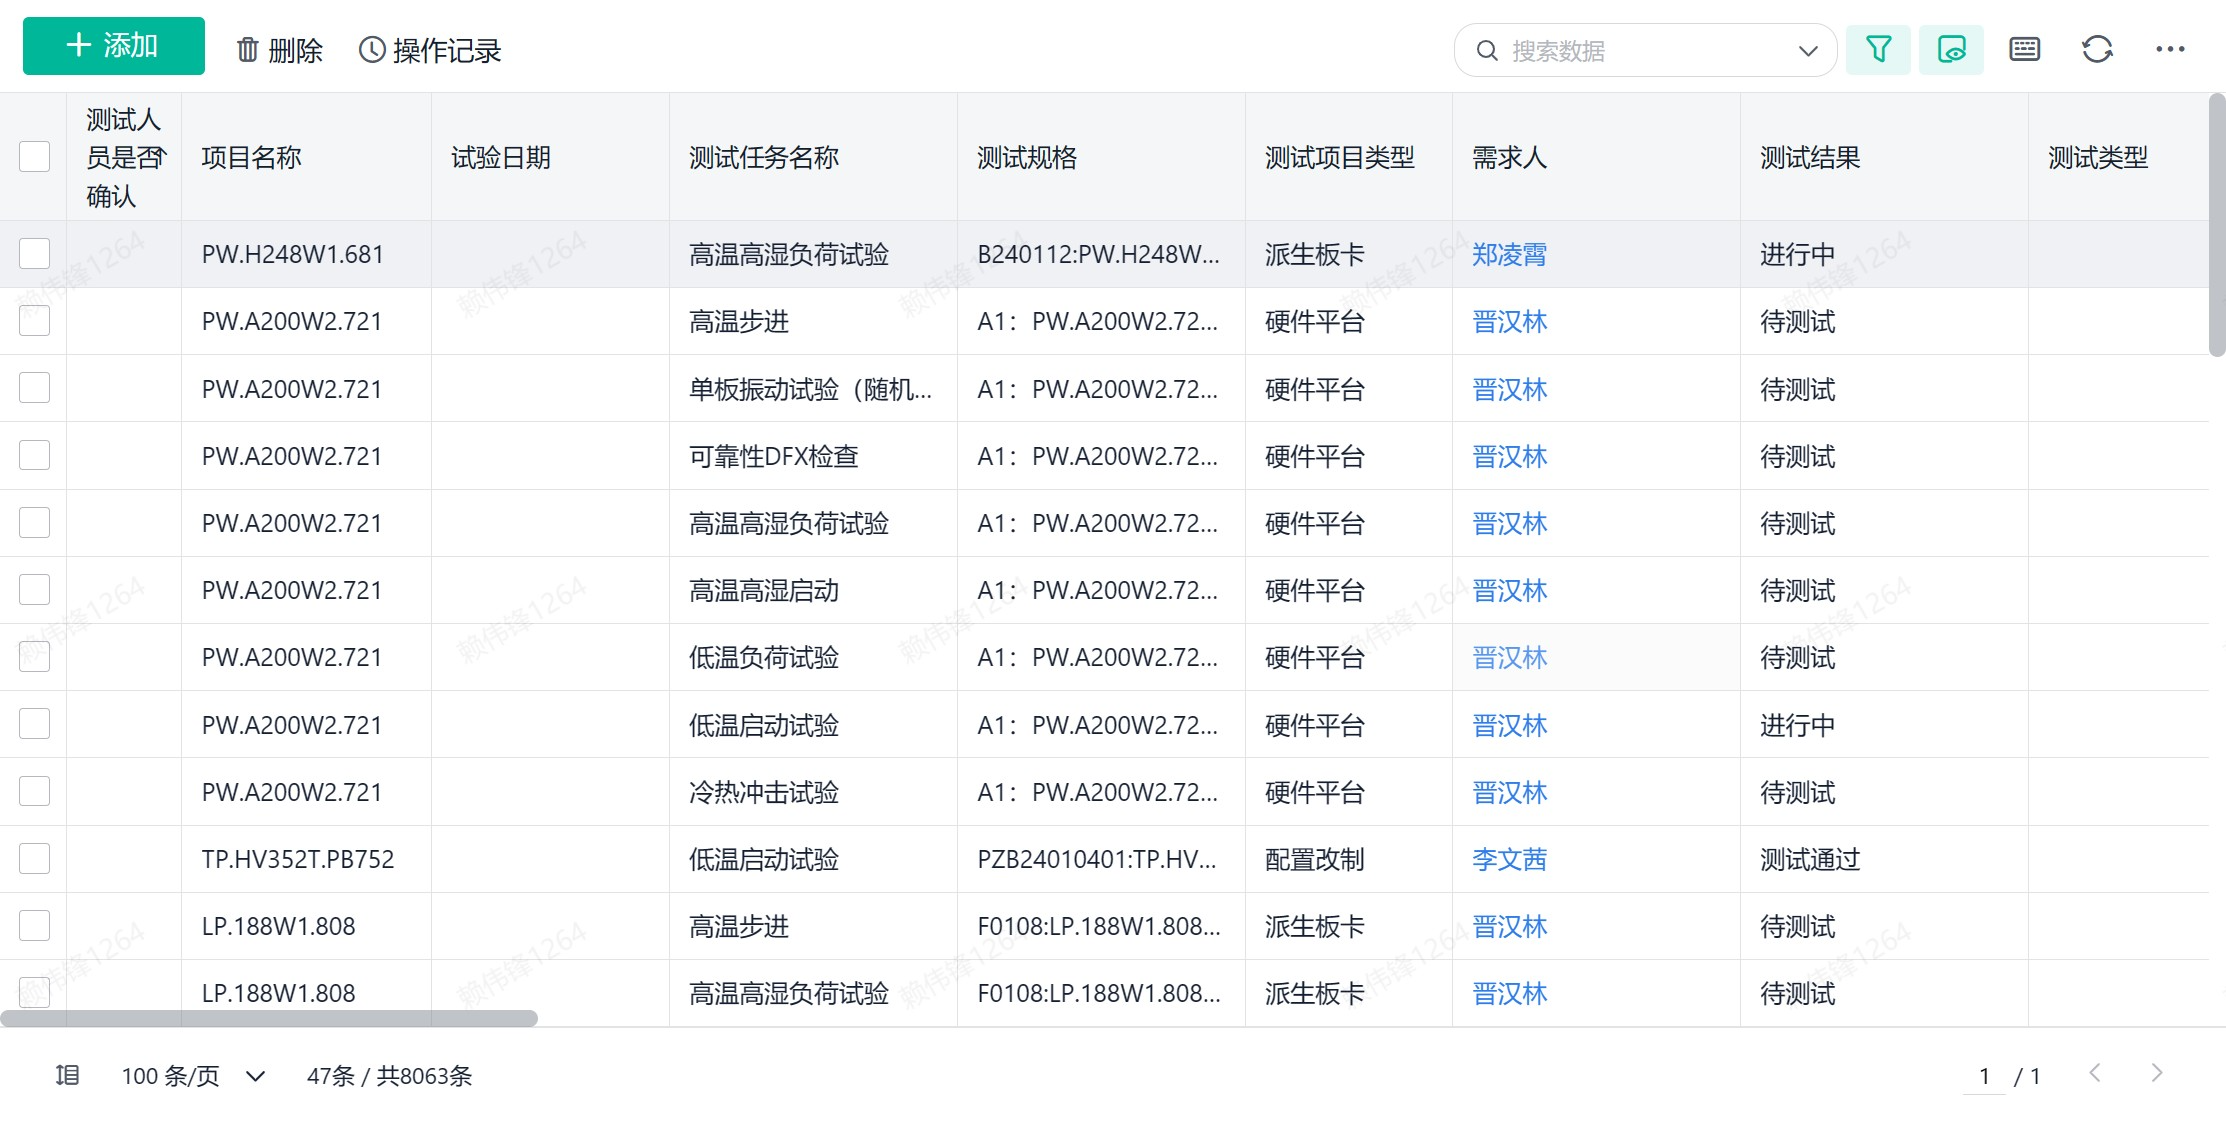 添加 删除 操作记录 搜索数据
测试人员是否确认 项目名称 试验日期 测试任务名称 测试规格 测试项目类型 需求人 测试结果 测试类型
PW.H248W1.681 高温高湿负荷试验 B240112:PW.H248W... 派生板卡 郑凌霄 进行中
PW.A200W2.721 高温步进 A1：PW.A200W2.72... 硬件平台 晋汉林 待测试
PW.A200W2.721 单板振动试验（随机... A1：PW.A200W2.72... 硬件平台 晋汉林 待测试
PW.A200W2.721 可靠性DFX检查 A1：PW.A200W2.72... 硬件平台 晋汉林 待测试
PW.A200W2.721 高温高湿负荷试验 A1：PW.A200W2.72... 硬件平台 晋汉林 待测试
PW.A200W2.721 高温高湿启动 A1：PW.A200W2.72... 硬件平台 晋汉林 待测试
PW.A200W2.721 低温负荷试验 A1：PW.A200W2.72... 硬件平台 晋汉林 待测试
PW.A200W2.721 低温启动试验 A1：PW.A200W2.72... 硬件平台 晋汉林 进行中
PW.A200W2.721 冷热冲击试验 A1：PW.A200W2.72... 硬件平台 晋汉林 待测试
TP.HV352T.PB752 低温启动试验 PZB24010401:TP.HV... 配置改制 李文茜 测试通过
LP.188W1.808 高温步进 F0108:LP.188W1.808... 派生板卡 晋汉林 待测试
LP.188W1.808 高温高湿负荷试验 F0108:LP.188W1.808... 派生板卡 晋汉林 待测试
100 条/页 47条 / 共8063条 1 / 1
赖伟锋1264